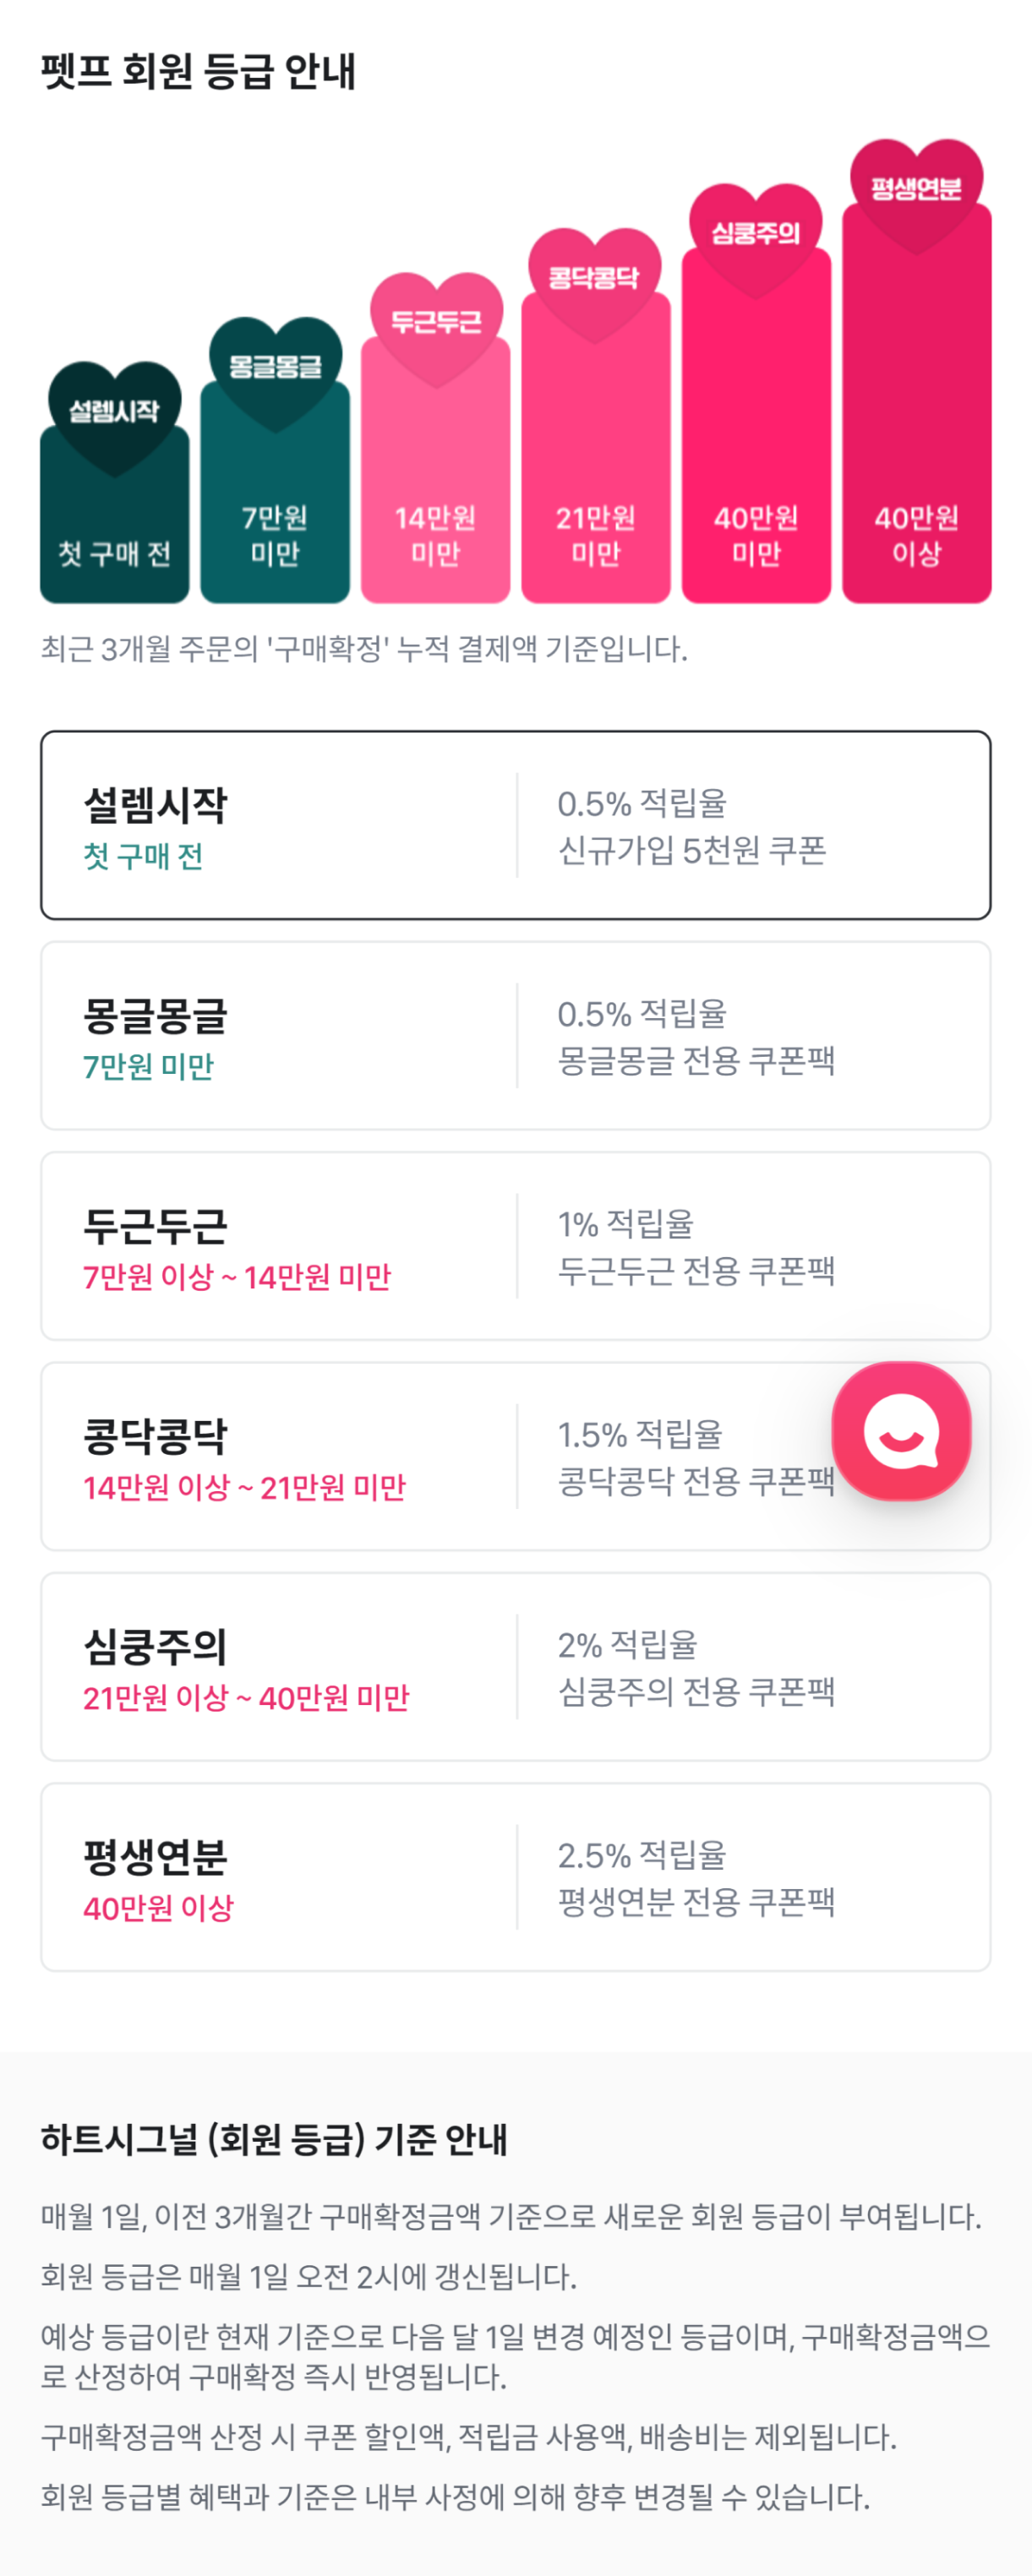 펫프 회원 등급 안내
평생연분
심쿵주의
콩닥콩닥
두근두근
몽글몽글
설렘시작
첫 구매 전
7만원
미만
14만원
미만
21만원
미만
40만원
미만
40만원
이상
최근 3개월 주문의 '구매확정' 누적 결제액 기준입니다.
설렘시작
첫 구매 전
0.5% 적립율
신규가입 5천원 쿠폰
몽글몽글
7만원 미만
0.5% 적립율
몽글몽글 전용 쿠폰팩
두근두근
7만원 이상 ~ 14만원 미만
1% 적립율
두근두근 전용 쿠폰팩
콩닥콩닥
14만원 이상 ~ 21만원 미만
1.5% 적립율
콩닥콩닥 전용 쿠폰팩
심쿵주의
21만원 이상 ~ 40만원 미만
2% 적립율
심쿵주의 전용 쿠폰팩
평생연분
40만원 이상
2.5% 적립율
평생연분 전용 쿠폰팩
하트시그널 (회원 등급) 기준 안내
매월 1일, 이전 3개월간 구매확정금액 기준으로 새로운 회원 등급이 부여됩니다.
회원 등급은 매월 1일 오전 2시에 갱신됩니다.
예상 등급이란 현재 기준으로 다음 달 1일 변경 예정인 등급이며, 구매확정금액으
로 산정하여 구매확정 즉시 반영됩니다.
구매확정금액 산정 시 쿠폰 할인액, 적립금 사용액, 배송비는 제외됩니다.
회원 등급별 혜택과 기준은 내부 사정에 의해 향후 변경될 수 있습니다.